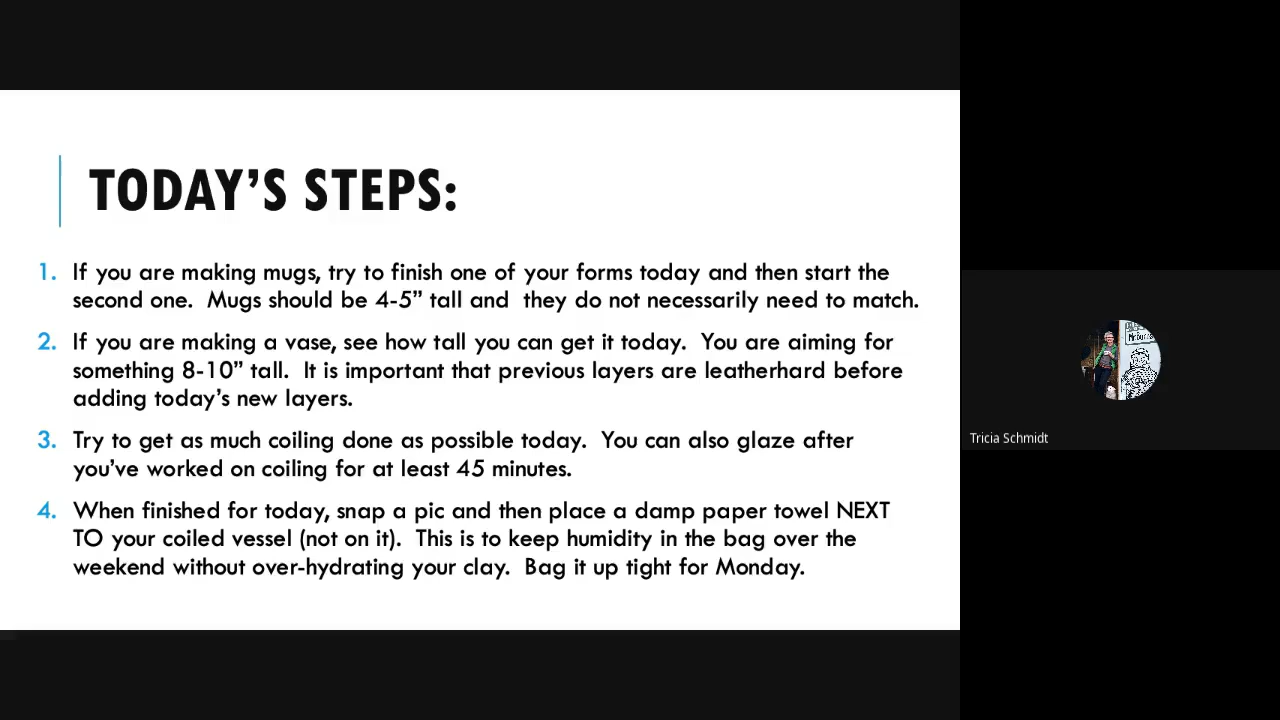 TODAY’S STEPS:
1. If you are making mugs, try to finish one of your forms today and then start the
second one.  Mugs should be 4-5” tall and  they do not necessarily need to match.
2. If you are making a vase, see how tall you can get it today.  You are aiming for
something 8-10” tall.  It is important that previous layers are leatherhard before
adding today’s new layers.
3. Try to get as much coiling done as possible today.  You can also glaze after
you’ve worked on coiling for at least 45 minutes.
4. When finished for today, snap a pic and then place a damp paper towel NEXT
TO your coiled vessel (not on it).  This is to keep humidity in the bag over the
weekend without over-hydrating your clay.  Bag it up tight for Monday.
Tricia Schmidt